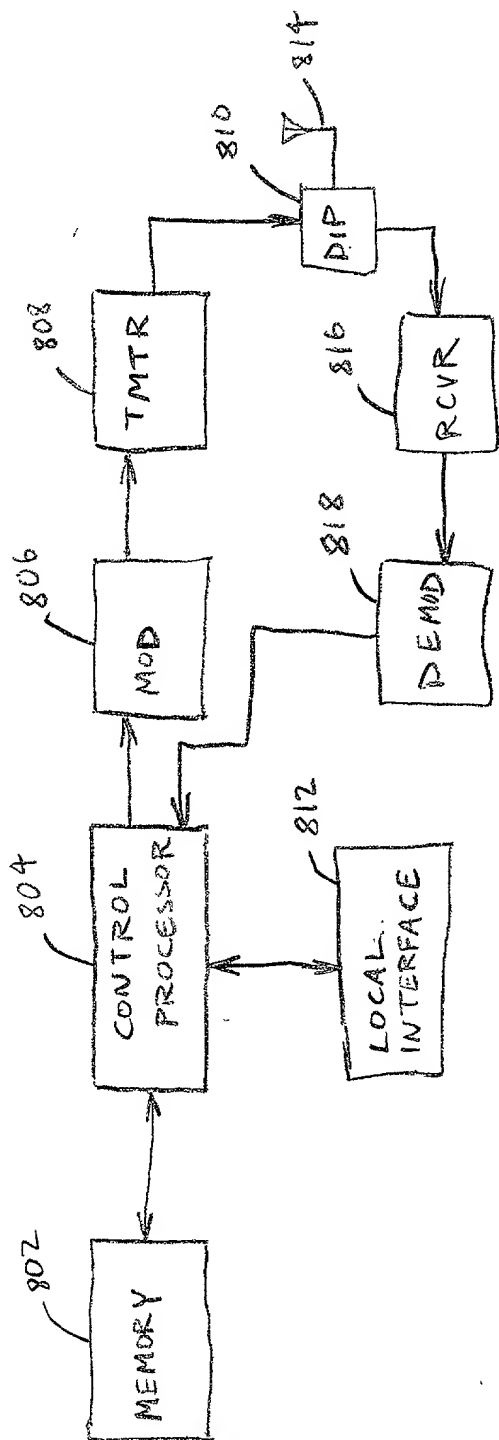 802
MEMORY
804
CONTROL
PROCESSOR
806
MOD
808
TMTR
810
DIP
814
812
LOCAL
INTERFACE
818
DEMOD
816
RCVR